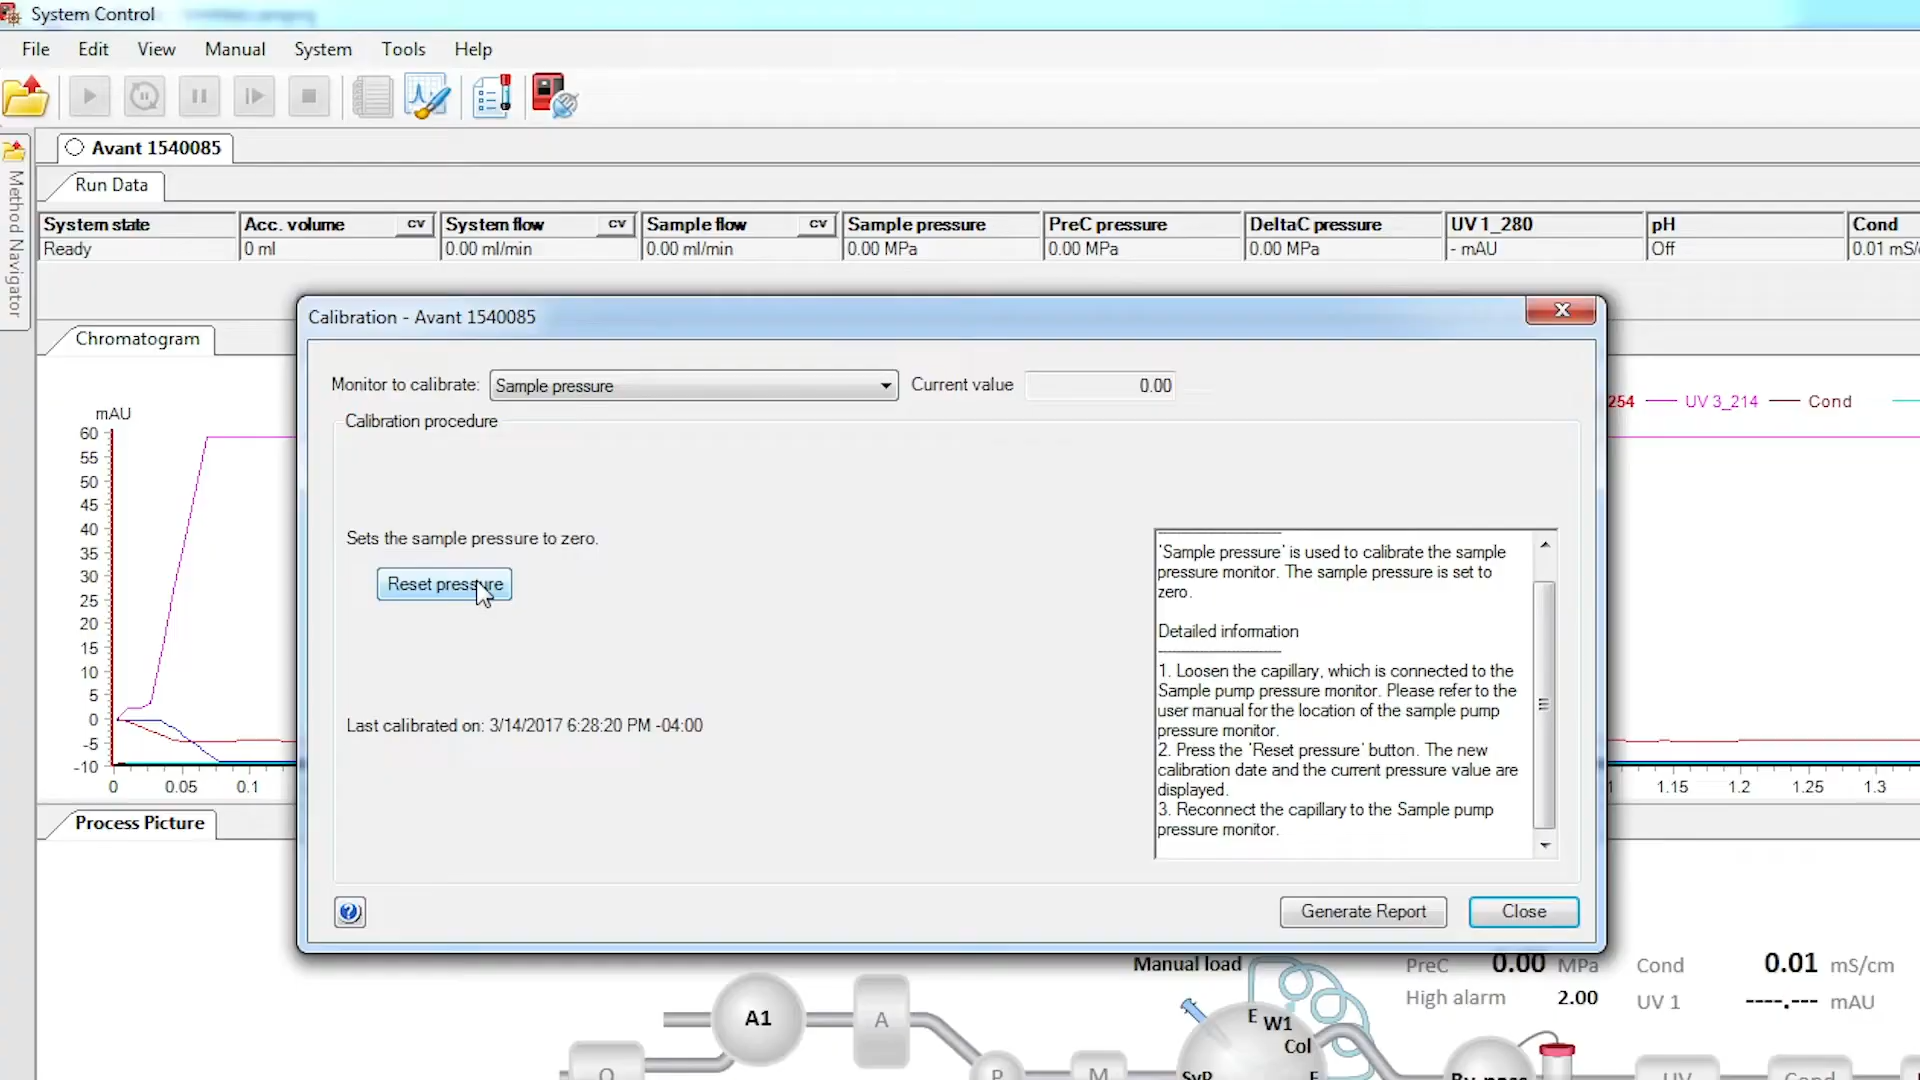 System Control
File Edit View Manual System Tools Help
Avant 1540085
Method Navigator
Run Data
System state Acc. volume CV System flow CV Sample flow CV Sample pressure PreC pressure DeltaC pressure UV 1_280 pH Cond
Ready 0 ml 0.00 ml/min 0.00 ml/min 0.00 MPa 0.00 MPa 0.00 MPa - mAU Off 0.01 mS/
Calibration - Avant 1540085
X
Chromatogram
Monitor to calibrate: Sample pressure Current value 0.00
254 UV 3_214 Cond
Calibration procedure
mAU
60
55
50
45
40
35
30
25
20
15
10
5
0
-5
-10
0 0.05 0.1
1.15 1.2 1.25 1.3
Sets the sample pressure to zero.
Reset pressure
Last calibrated on: 3/14/2017 6:28:20 PM -04:00
'Sample pressure' is used to calibrate the sample
pressure monitor. The sample pressure is set to
zero.
Detailed information
1. Loosen the capillary, which is connected to the
Sample pump pressure monitor. Please refer to the
user manual for the location of the sample pump
pressure monitor.
2. Press the 'Reset pressure' button. The new
calibration date and the current pressure value are
displayed.
3. Reconnect the capillary to the Sample pump
pressure monitor.
Process Picture
?
Generate Report Close
Manual load
PreC 0.00 MPa Cond 0.01 mS/cm
High alarm 2.00 UV 1 ----.--- mAU
A1
A
E W1
Col
P M SyP E By-pass UV Cond